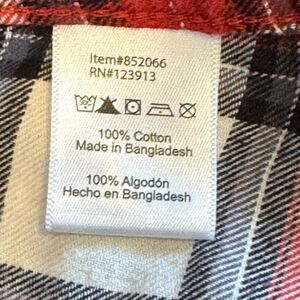 Item#852066
RN#123913
100% Cotton
Made in Bangladesh
100% Algodón
Hecho en Bangladesh